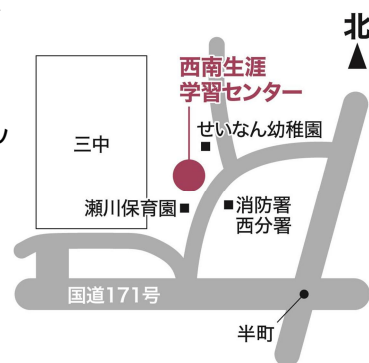 北
西南生涯
学習センター
せいなん幼稚園
三中
瀬川保育園
消防署
西分署
国道171号
半町